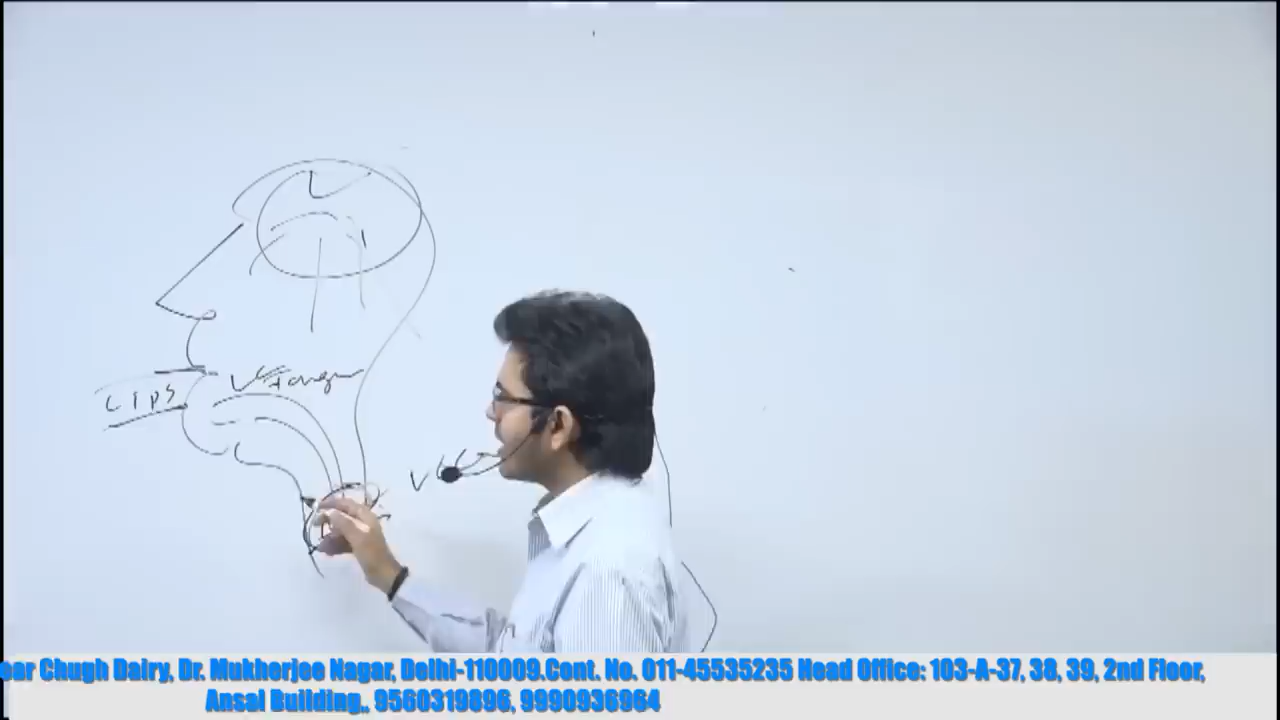 Lips
Tongue
ear Chugh Dairy, Dr. Mukherjee Nagar, Delhi-110009.Cont. No. 011-45535235 Head Office: 103-A-37, 38, 39, 2nd Floor,
Ansal Building,, 9560319896, 9990936964